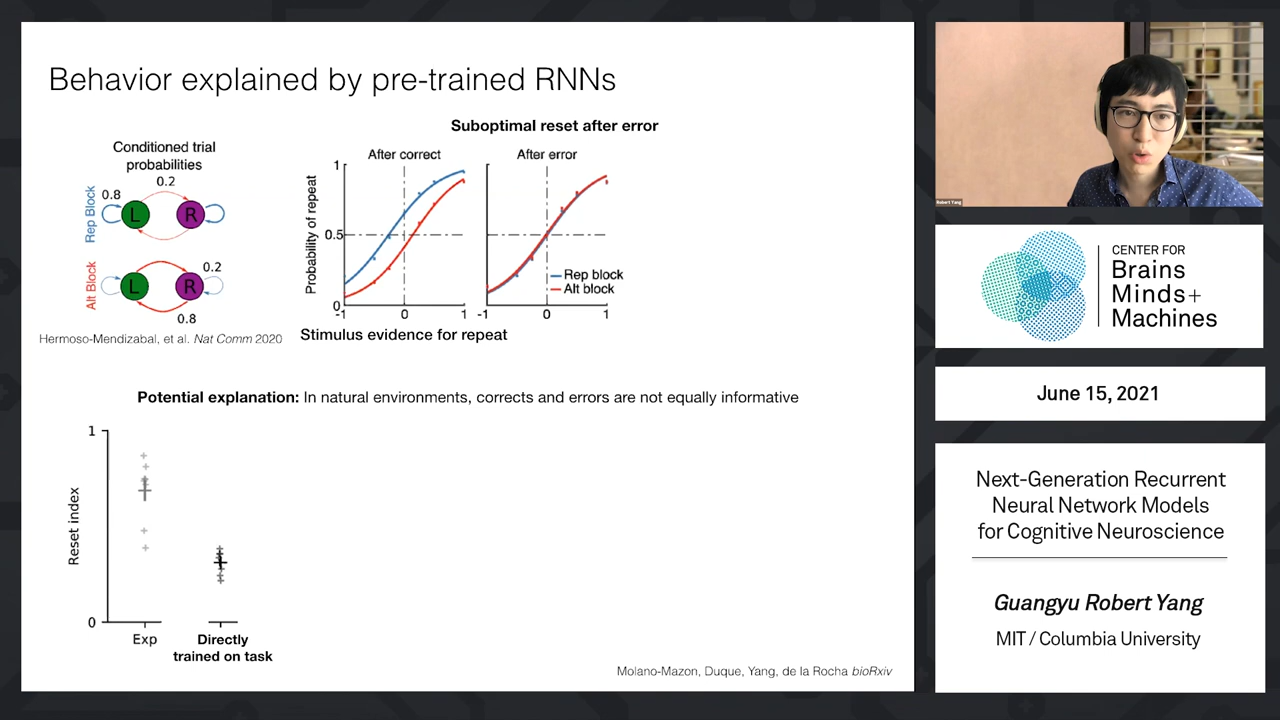 Behavior explained by pre-trained RNNs
Suboptimal reset after error
Conditioned trial
probabilities
0.2
0.8
Rep Block
L
R
Alt Block
L
R
0.2
0.8
Hermoso-Mendizabal, et al. Nat Comm 2020
After correct
After error
Probability of repeat
1
0.5
0
-1
0
1
-1
0
1
Rep block
Alt block
Stimulus evidence for repeat
Potential explanation: In natural environments, corrects and errors are not equally informative
Reset index
1
0
Exp
Directly
trained on task
Molano-Mazon, Duque, Yang, de la Rocha bioRxiv
Robert Yang
CENTER FOR
Brains
Minds+
Machines
June 15, 2021
Next-Generation Recurrent
Neural Network Models
for Cognitive Neuroscience
Guangyu Robert Yang
MIT / Columbia University